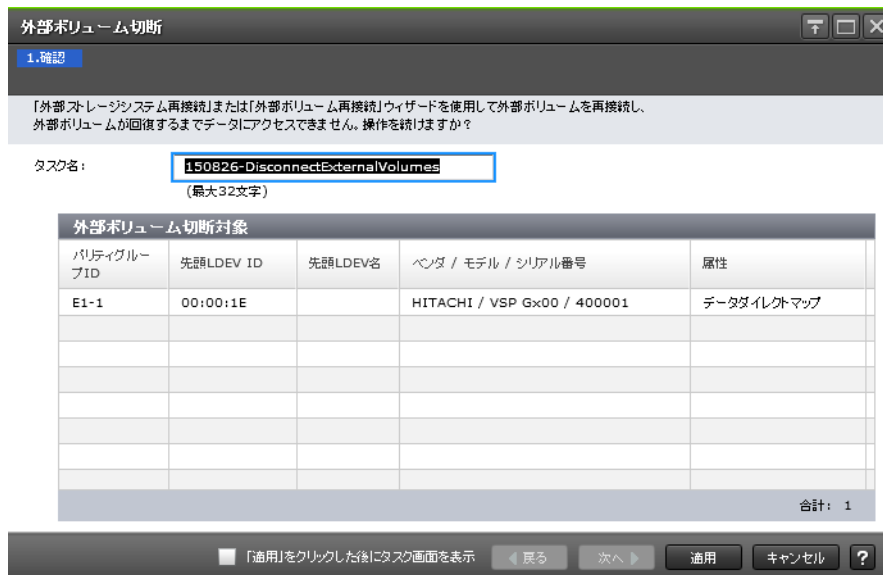 外部ボリューム切断
1.確認
「外部ストレージシステム再接続」または「外部ボリューム再接続」ウィザードを使用して外部ボリュームを再接続し、
外部ボリュームが回復するまでデータにアクセスできません。操作を続けますか？
タスク名:
150826-DisconnectExternalVolumes
(最大32文字)
外部ボリューム切断対象
パリティグルー
プID
先頭LDEV ID
先頭LDEV名
ベンダ / モデル / シリアル番号
属性
E1-1
00:00:1E
HITACHI / VSP Gx00 / 400001
データダイレクトマップ
合計: 1
「適用」をクリックした後にタスク画面を表示
戻る
次へ
適用
キャンセル
?